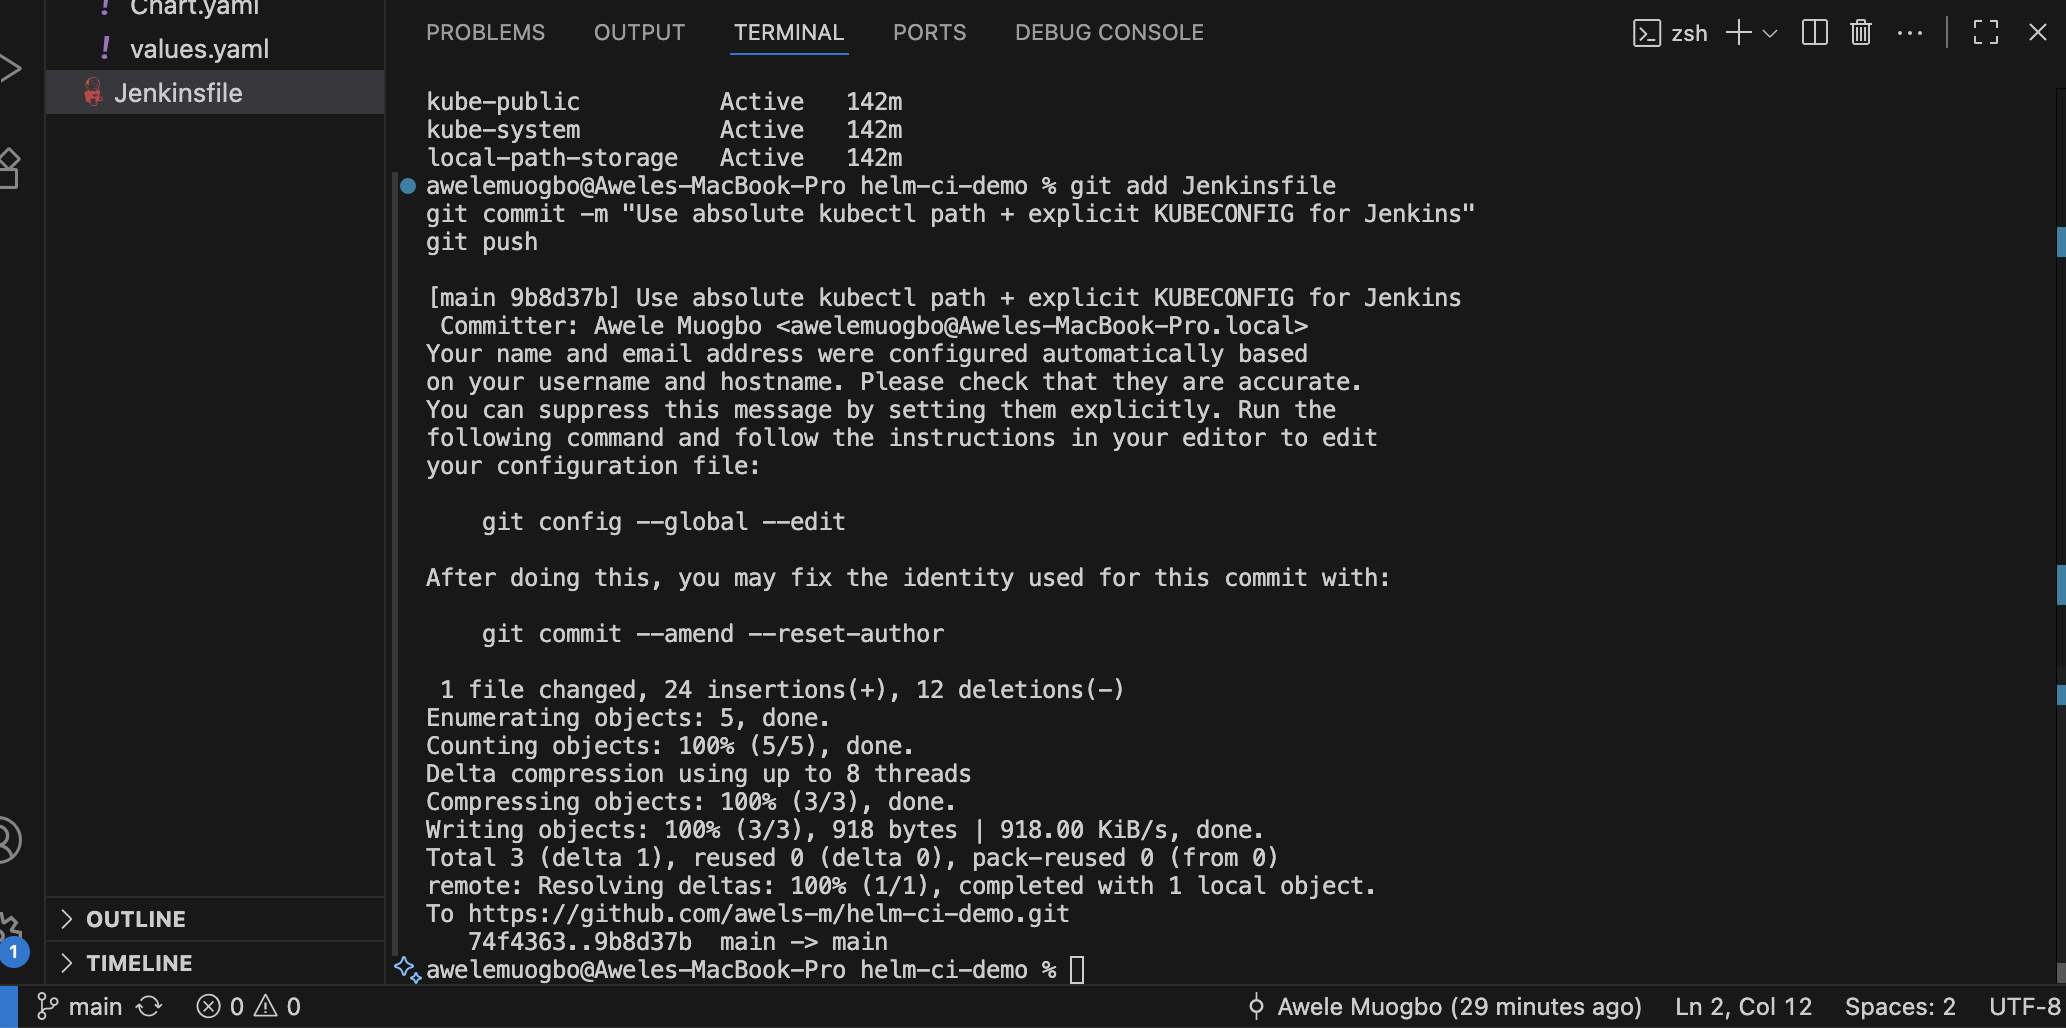 Chart.yaml
! values.yaml
Jenkinsfile
OUTLINE
TIMELINE
1
PROBLEMS OUTPUT TERMINAL PORTS DEBUG CONSOLE
zsh
kube-public Active 142m
kube-system Active 142m
local-path-storage Active 142m
awelemuogbo@Aweles-MacBook-Pro helm-ci-demo % git add Jenkinsfile
git commit -m "Use absolute kubectl path + explicit KUBECONFIG for Jenkins"
git push
[main 9b8d37b] Use absolute kubectl path + explicit KUBECONFIG for Jenkins
Committer: Awele Muogbo <awelemuogbo@Aweles-MacBook-Pro.local>
Your name and email address were configured automatically based
on your username and hostname. Please check that they are accurate.
You can suppress this message by setting them explicitly. Run the
following command and follow the instructions in your editor to edit
your configuration file:
git config --global --edit
After doing this, you may fix the identity used for this commit with:
git commit --amend --reset-author
1 file changed, 24 insertions(+), 12 deletions(-)
Enumerating objects: 5, done.
Counting objects: 100% (5/5), done.
Delta compression using up to 8 threads
Compressing objects: 100% (3/3), done.
Writing objects: 100% (3/3), 918 bytes | 918.00 KiB/s, done.
Total 3 (delta 1), reused 0 (delta 0), pack-reused 0 (from 0)
remote: Resolving deltas: 100% (1/1), completed with 1 local object.
To https://github.com/awels-m/helm-ci-demo.git
74f4363..9b8d37b main -> main
awelemuogbo@Aweles-MacBook-Pro helm-ci-demo %
main 0 0 Awele Muogbo (29 minutes ago) Ln 2, Col 12 Spaces: 2 UTF-8